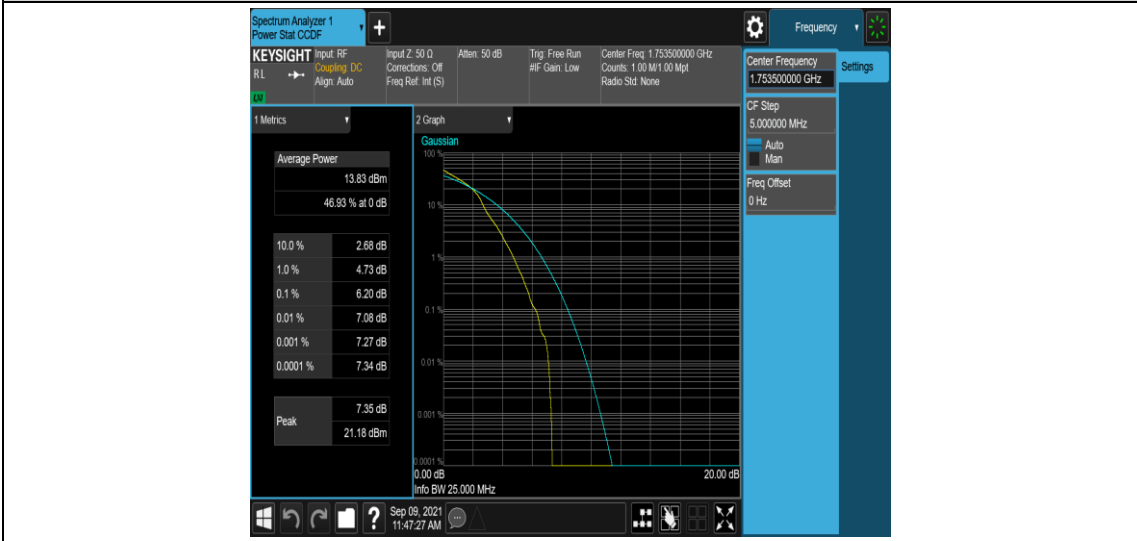 Spectrum Analyzer 1
Power Stat CCDF
Frequency
KEYSIGHT
RL
LXI
Input: RF
Coupling: DC
Align: Auto
Input Z: 50 Ω
Corrections: Off
Freq Ref: Int (S)
Atten: 50 dB
Trig: Free Run
#IF Gain: Low
Center Freq: 1.753500000 GHz
Counts: 1.00 M/1.00 Mpt
Radio Std: None
Center Frequency
1.753500000 GHz
Settings
CF Step
5.000000 MHz
Auto
Man
Freq Offset
0 Hz
1 Metrics
Average Power
13.83 dBm
46.93 % at 0 dB
10.0 % 2.68 dB
1.0 % 4.73 dB
0.1 % 6.20 dB
0.01 % 7.08 dB
0.001 % 7.27 dB
0.0001 % 7.34 dB
Peak 7.35 dB
21.18 dBm
2 Graph
Gaussian
100 %
10 %
1 %
0.1 %
0.01 %
0.001 %
0.0001 %
0.00 dB 20.00 dB
Info BW 25.000 MHz
?
Sep 09, 2021
11:47:27 AM